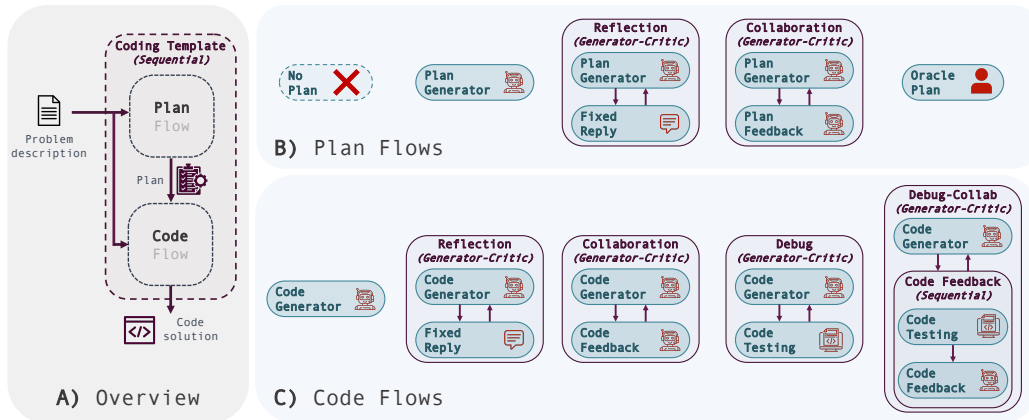 Coding Template
(Sequential)
Plan
Flow
Problem
description
Plan
Code
Flow
Code
solution
A) Overview
No
Plan
Plan
Generator
Reflection
(Generator-Critic)
Plan
Generator
Fixed
Reply
Collaboration
(Generator-Critic)
Plan
Generator
Plan
Feedback
Oracle
Plan
B) Plan Flows
Code
Generator
Reflection
(Generator-Critic)
Code
Generator
Fixed
Reply
Collaboration
(Generator-Critic)
Code
Generator
Code
Feedback
Debug
(Generator-Critic)
Code
Generator
Code
Testing
Debug-Collab
(Generator-Critic)
Code
Generator
Code Feedback
(Sequential)
Code
Testing
Code
Feedback
C) Code Flows